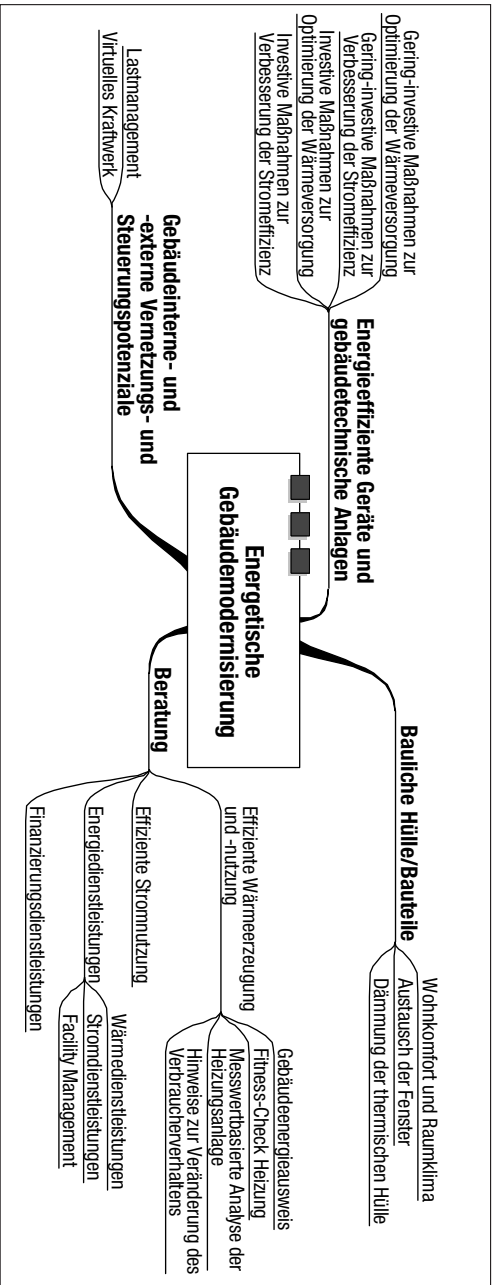 Energetische
Gebäudemodernisierung
Energieeffiziente Geräte und
gebäudetechnische Anlagen
Gering-investive Maßnahmen zur
Optimierung der Wärmeversorgung
Gering-investive Maßnahmen zur
Verbesserung der Stromeffizienz
Investive Maßnahmen zur
Optimierung der Wärmeversorgung
Investive Maßnahmen zur
Verbesserung der Stromeffizienz
Gebäudeinterne- und
-externe Vernetzungs- und
Steuerungspotenziale
Lastmanagement
Virtuelles Kraftwerk
Bauliche Hülle/Bauteile
Wohnkomfort und Raumklima
Austausch der Fenster
Dämmung der thermischen Hülle
Beratung
Effiziente Wärmeerzeugung
und -nutzung
Gebäudeenergieausweis
Fitness-Check Heizung
Messwertbasierte Analyse der
Heizungsanlage
Hinweise zur Veränderung des
Verbraucherverhaltens
Effiziente Stromnutzung
Energiedienstleistungen
Wärmedienstleistungen
Stromdienstleistungen
Facility Management
Finanzierungsdienstleistungen